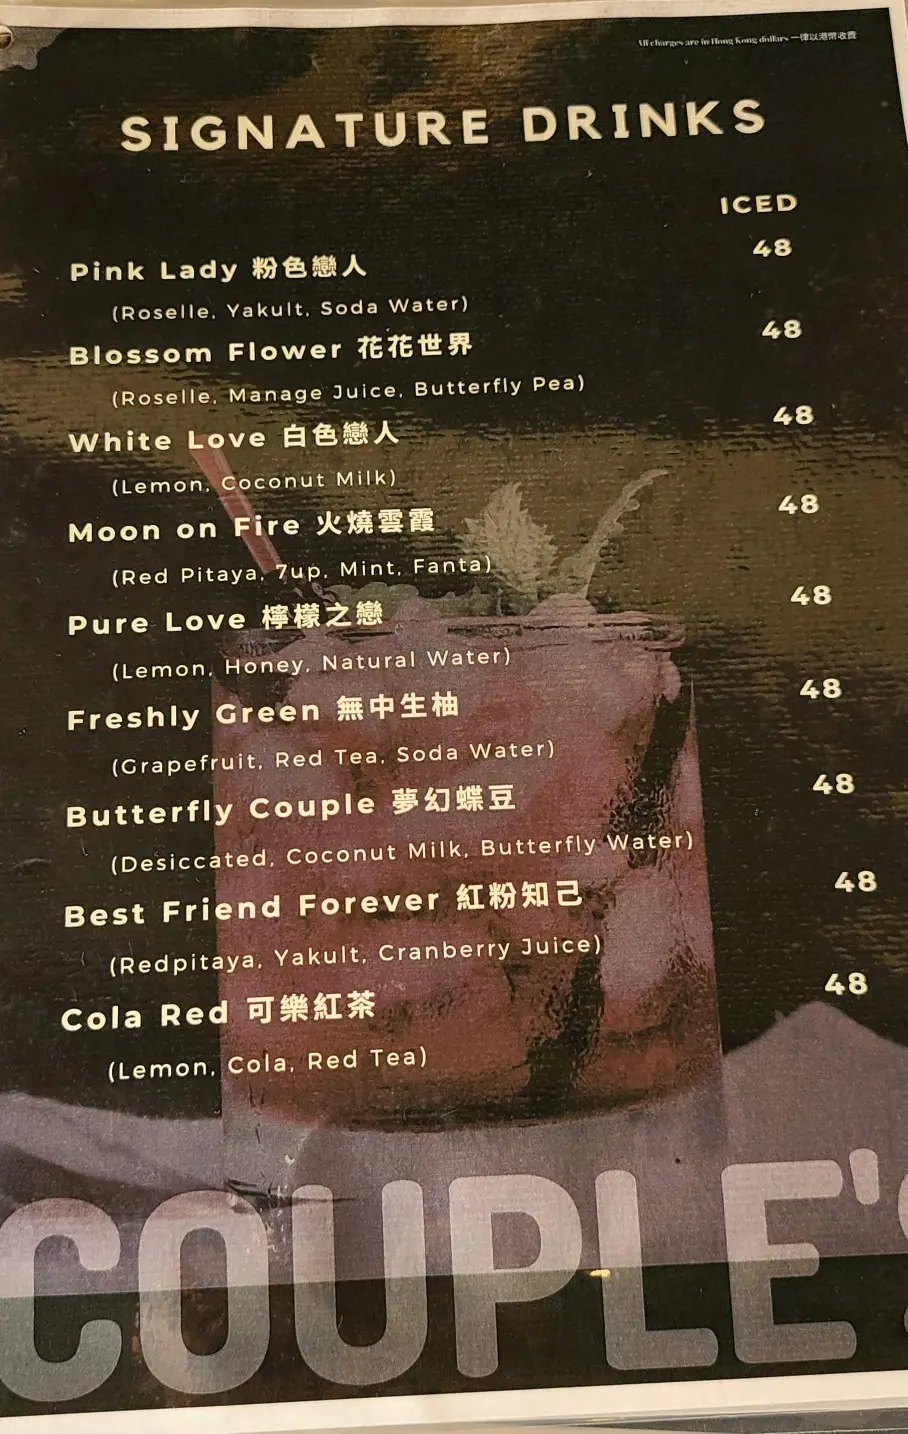 All charges are in Hong Kong dollars 一律以港幣收費
SIGNATURE DRINKS
ICED
Pink Lady 粉色戀人 48
(Roselle, Yakult, Soda Water)
Blossom Flower 花花世界 48
(Roselle, Manage Juice, Butterfly Pea)
White Love 白色戀人 48
(Lemon, Coconut Milk)
Moon on Fire 火燒雲霞 48
(Red Pitaya, 7up, Mint, Fanta)
Pure Love 檸檬之戀 48
(Lemon, Honey, Natural Water)
Freshly Green 無中生柚 48
(Grapefruit, Red Tea, Soda Water)
Butterfly Couple 夢幻蝶豆 48
(Desiccated, Coconut Milk, Butterfly Water)
Best Friend Forever 紅粉知己 48
(Redpitaya, Yakult, Cranberry Juice)
Cola Red 可樂紅茶 48
(Lemon, Cola, Red Tea)
COUPLE'S